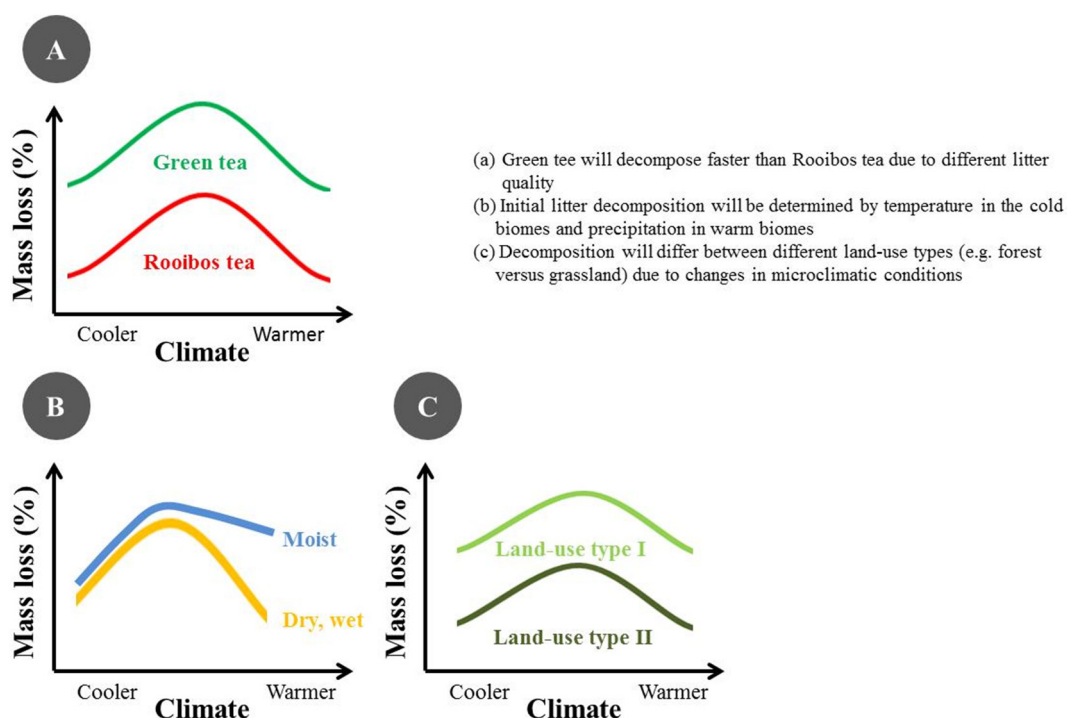 A
Mass loss (%)
Green tea
Rooibos tea
Cooler
Warmer
Climate
(a) Green tee will decompose faster than Rooibos tea due to different litter
quality
(b) Initial litter decomposition will be determined by temperature in the cold
biomes and precipitation in warm biomes
(c) Decomposition will differ between different land-use types (e.g. forest
versus grassland) due to changes in microclimatic conditions
B
Mass loss (%)
Moist
Dry, wet
Cooler
Warmer
Climate
C
Mass loss (%)
Land-use type I
Land-use type II
Cooler
Warmer
Climate